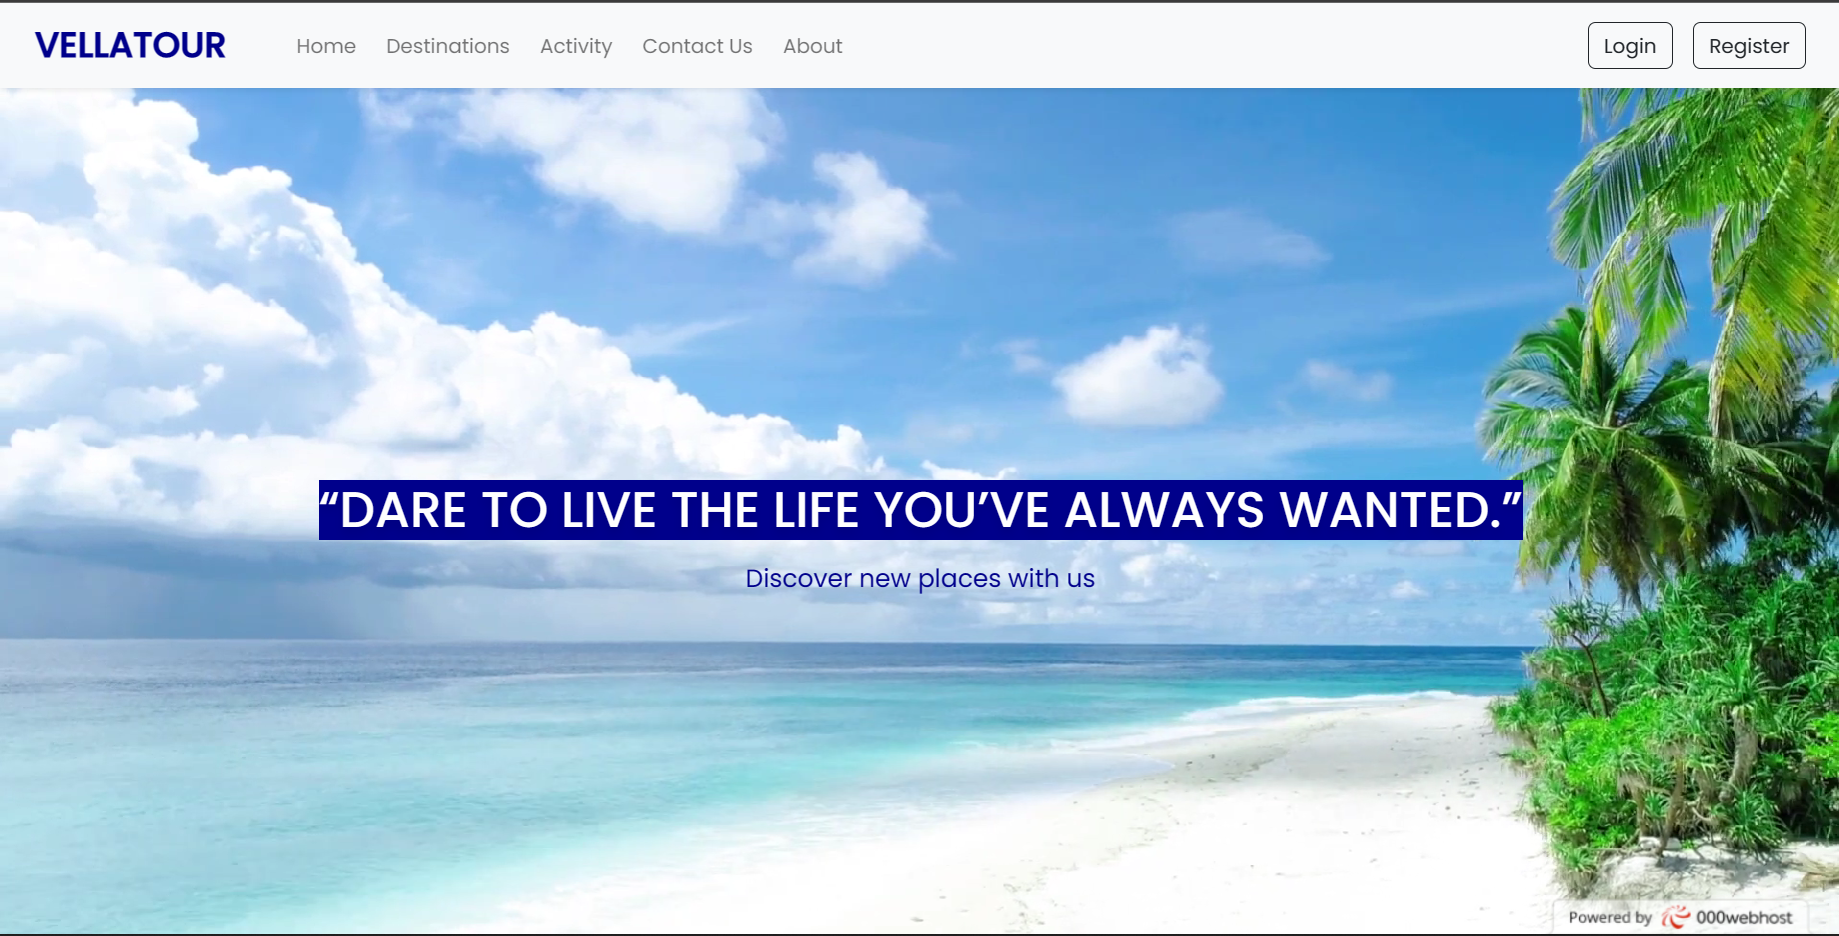 VELLATOUR Home Destinations Activity Contact Us About Login Register
“DARE TO LIVE THE LIFE YOU’VE ALWAYS WANTED.”
Discover new places with us
Powered by 000webhost